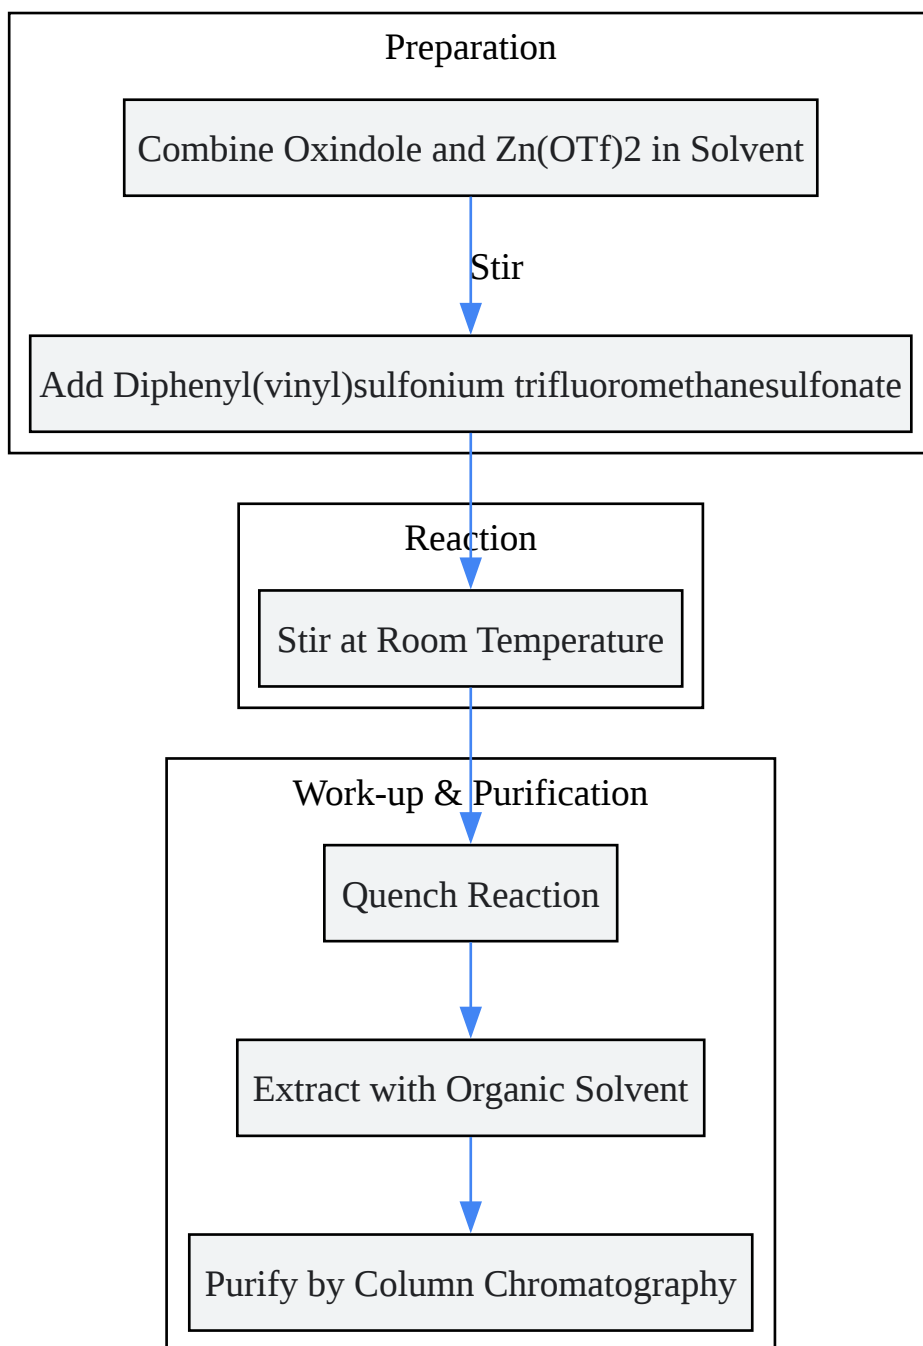 Preparation
Combine Oxindole and Zn(OTf)2 in Solvent
Stir
Add Diphenyl(vinyl)sulfonium trifluoromethanesulfonate
Reaction
Stir at Room Temperature
Work-up & Purification
Quench Reaction
Extract with Organic Solvent
Purify by Column Chromatography